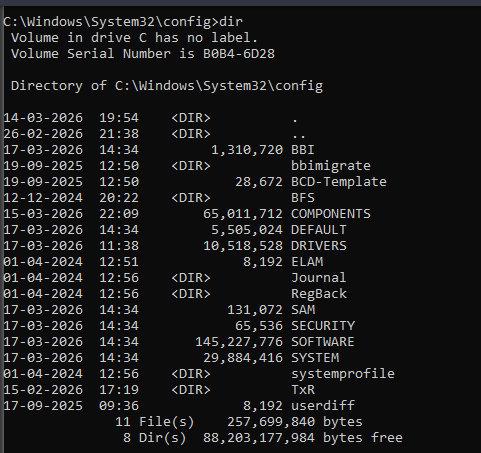 C:\Windows\System32\config>dir
 Volume in drive C has no label.
 Volume Serial Number is B0B4-6D28

 Directory of C:\Windows\System32\config

14-03-2026  19:54    <DIR>          .
26-02-2026  21:38    <DIR>          ..
17-03-2026  14:34         1,310,720 BBI
19-09-2025  12:50    <DIR>          bbimigrate
19-09-2025  12:50            28,672 BCD-Template
12-12-2024  20:22    <DIR>          BFS
15-03-2026  22:09        65,011,712 COMPONENTS
17-03-2026  14:34         5,505,024 DEFAULT
17-03-2026  11:38        10,518,528 DRIVERS
01-04-2024  12:51             8,192 ELAM
01-04-2024  12:56    <DIR>          Journal
01-04-2024  12:56    <DIR>          RegBack
17-03-2026  14:34           131,072 SAM
17-03-2026  14:34            65,536 SECURITY
17-03-2026  14:34       145,227,776 SOFTWARE
17-03-2026  14:34        29,884,416 SYSTEM
01-04-2024  12:56    <DIR>          systemprofile
15-02-2026  17:19    <DIR>          TxR
17-09-2025  09:36             8,192 userdiff
              11 File(s)    257,699,840 bytes
               8 Dir(s)  88,203,177,984 bytes free